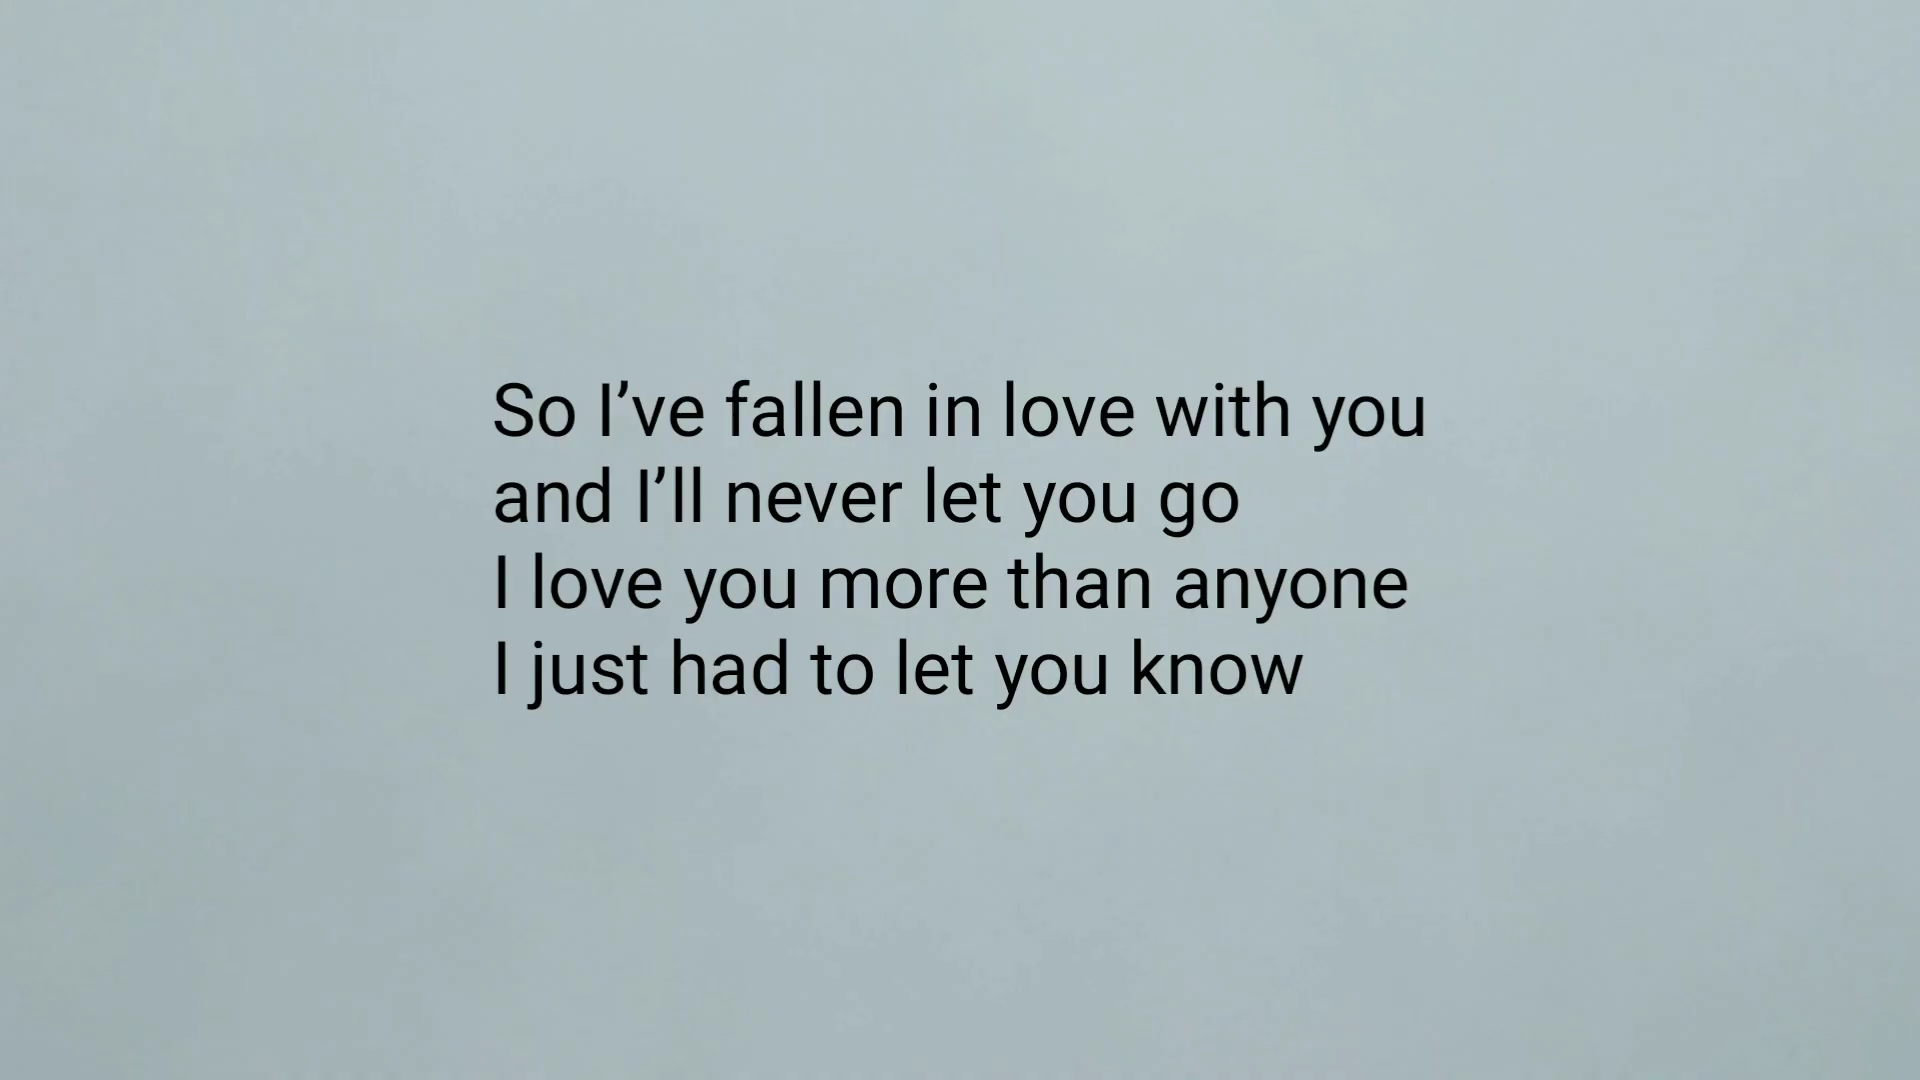 So I’ve fallen in love with you
and I’ll never let you go
I love you more than anyone
I just had to let you know